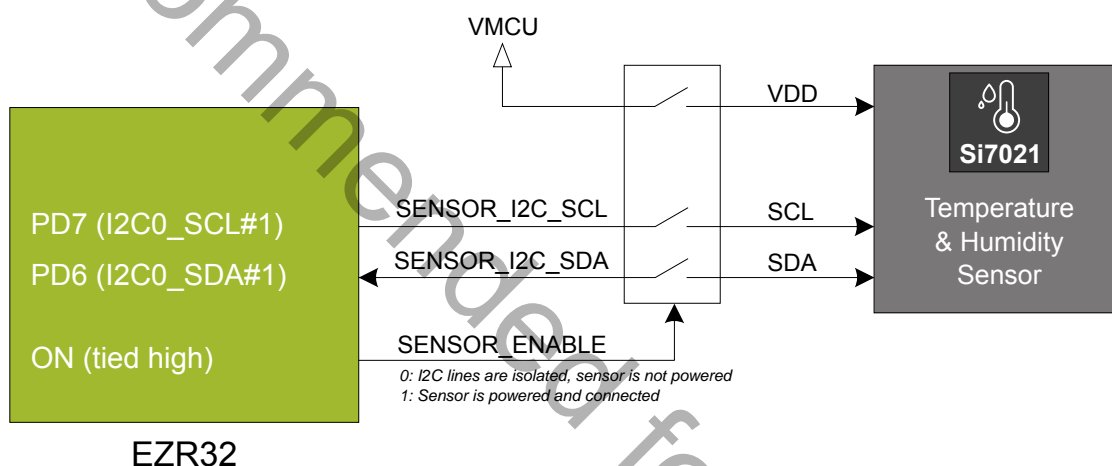 VMCU
VDD
Si7021
PD7 (I2C0_SCL#1)
SENSOR_I2C_SCL
SCL
Temperature
& Humidity
Sensor
PD6 (I2C0_SDA#1)
SENSOR_I2C_SDA
SDA
ON (tied high)
SENSOR_ENABLE
0: I2C lines are isolated, sensor is not powered
1: Sensor is powered and connected
EZR32